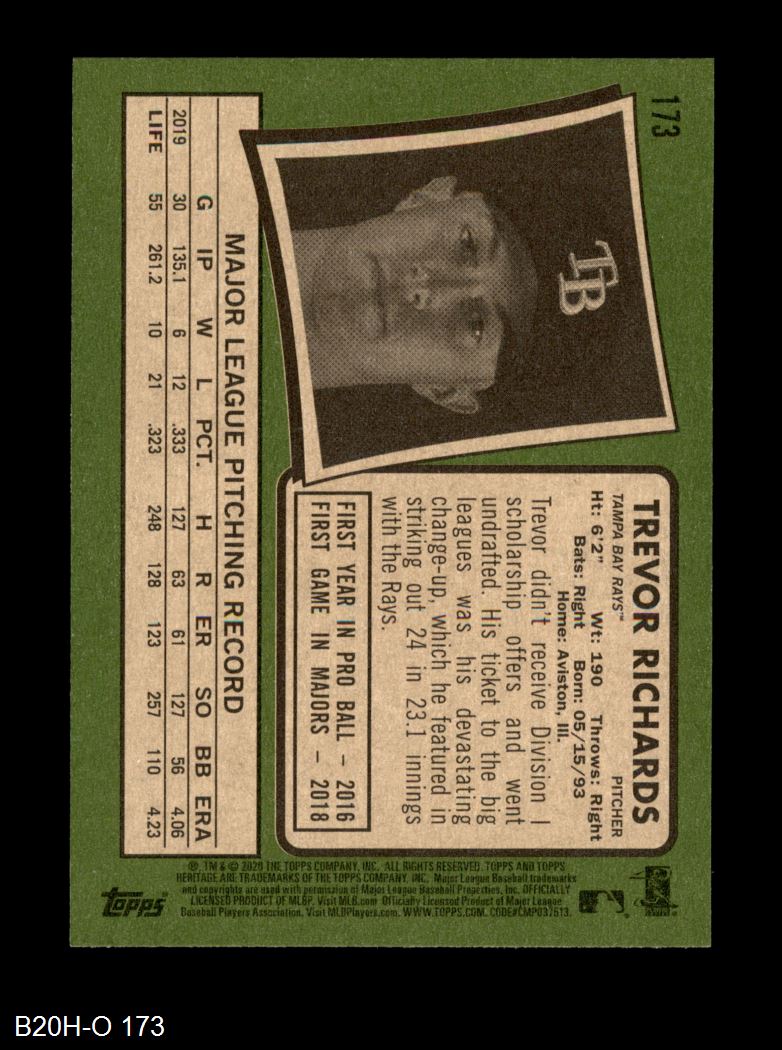 173
TB
TREVOR RICHARDS
TAMPA BAY RAYS™ PITCHER
Ht: 6'2" Wt: 190 Throws: Right
Bats: Right Born: 05/15/93
Home: Aviston, Ill.
Trevor didn't receive Division I
scholarship offers and went
undrafted. His ticket to the big
leagues was his devastating
change-up, which he featured in
striking out 24 in 23.1 innings
with the Rays.
FIRST YEAR IN PRO BALL – 2016
FIRST GAME IN MAJORS – 2018
MAJOR LEAGUE PITCHING RECORD
G IP W L PCT. H R ER SO BB ERA
2019 30 135.1 6 12 .333 127 63 61 127 56 4.06
LIFE 55 261.2 10 21 .323 248 128 123 257 110 4.23
®, TM & © 2020 THE TOPPS COMPANY, INC. ALL RIGHTS RESERVED. TOPPS AND TOPPS
HERITAGE ARE TRADEMARKS OF THE TOPPS COMPANY, INC. Major League Baseball trademarks
and copyrights are used with permission of Major League Baseball Properties, Inc. OFFICIALLY
LICENSED PRODUCT OF MLBP. Visit MLB.com Officially Licensed Product of Major League
Baseball Players Association. Visit MLBPlayers.com. WWW.TOPPS.COM. CODE#CMP037613.
topps
B20H-O 173